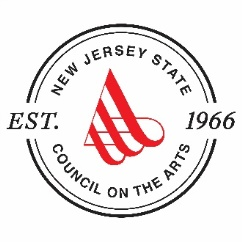 NEW JERSEY STATE
EST. 1966
COUNCIL ON THE ARTS